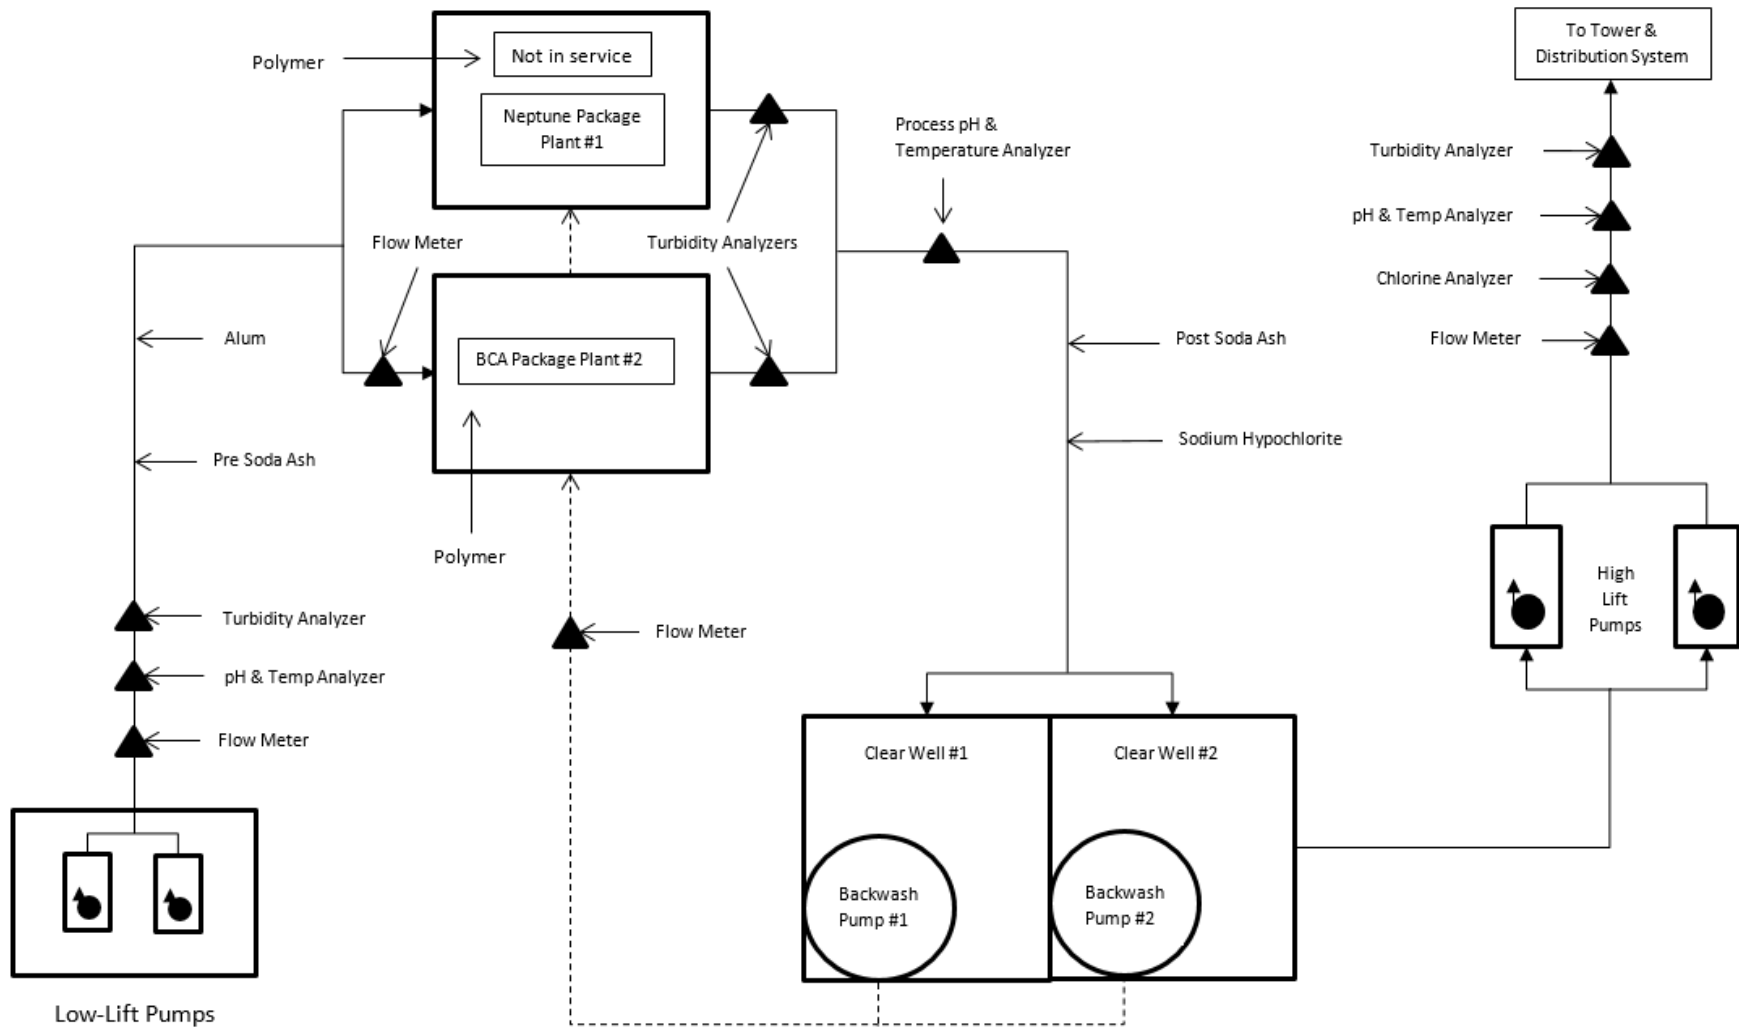 Polymer
Not in service
Neptune Package
Plant #1
To Tower &
Distribution System
Process pH &
Temperature Analyzer
Turbidity Analyzer
pH & Temp Analyzer
Chlorine Analyzer
Flow Meter
Flow Meter
Turbidity Analyzers
Alum
BCA Package Plant #2
Post Soda Ash
Pre Soda Ash
Sodium Hypochlorite
Polymer
High
Lift
Pumps
Turbidity Analyzer
Flow Meter
pH & Temp Analyzer
Flow Meter
Clear Well #1
Clear Well #2
Backwash
Pump #1
Backwash
Pump #2
Low-Lift Pumps